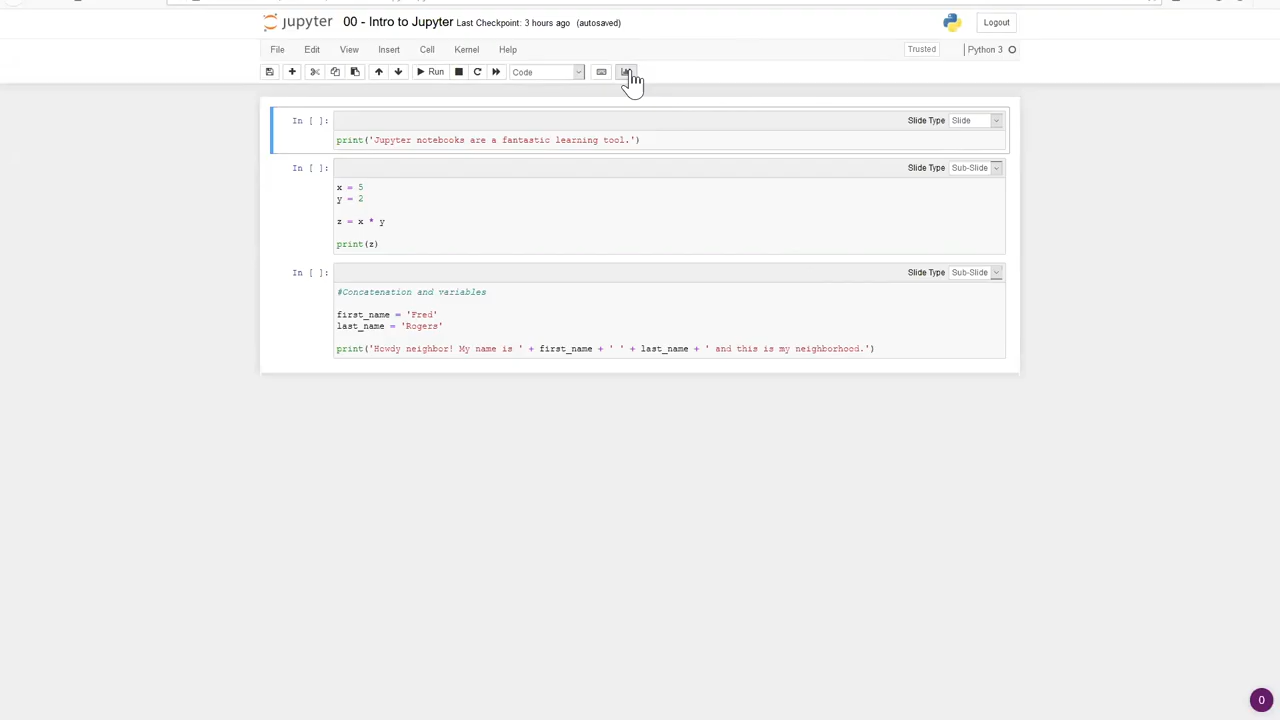 jupyter 00 - Intro to Jupyter Last Checkpoint: 3 hours ago (autosaved) Logout
File Edit View Insert Cell Kernel Help Trusted Python 3
Run Code
Slide Type Slide
In [ ]:
print('Jupyter notebooks are a fantastic learning tool.')
In [ ]: Slide Type Sub-Slide
x = 5
y = 2
z = x * y
print(z)
In [ ]: Slide Type Sub-Slide
#Concatenation and variables
first_name = 'Fred'
last_name = 'Rogers'
print('Howdy neighbor! My name is ' + first_name + ' ' + last_name + ' and this is my neighborhood.')
0